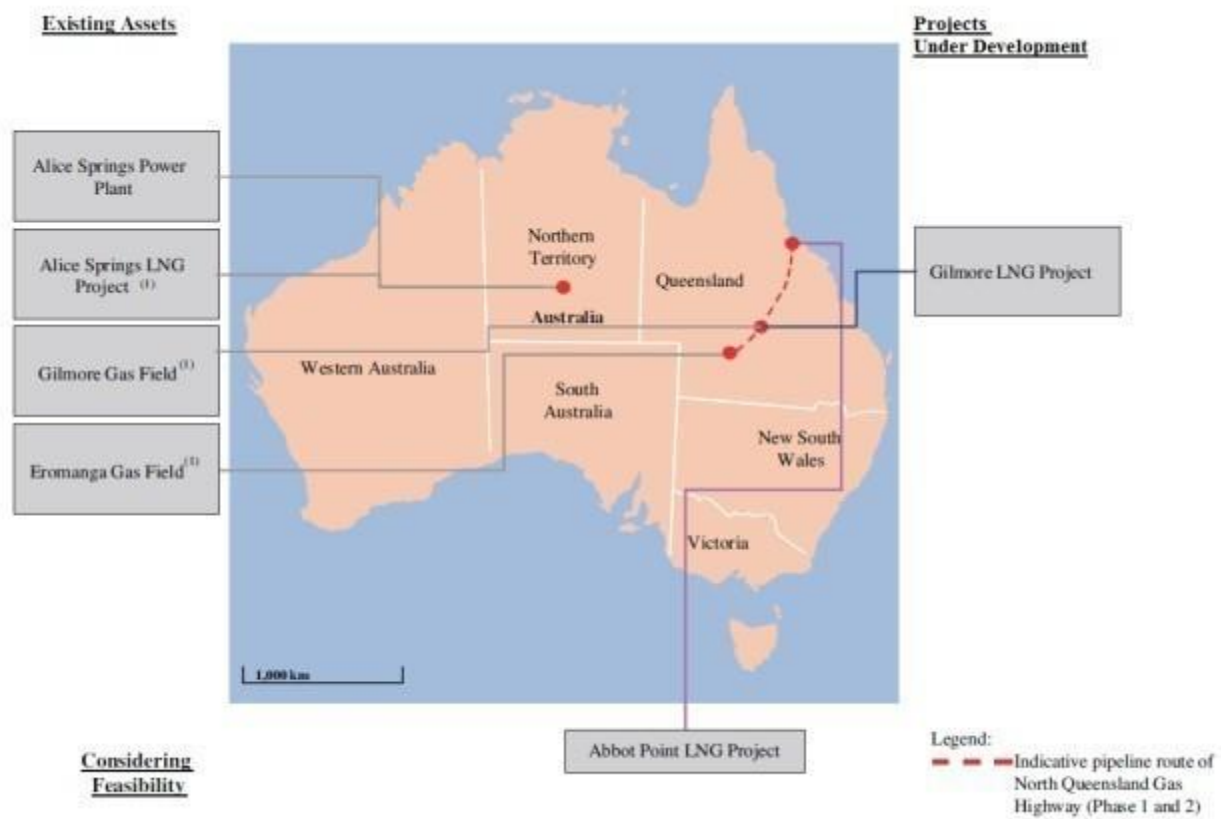 Existing Assets
Projects
Under Development
Alice Springs Power
Plant
Alice Springs LNG
Project (1)
Gilmore Gas Field(1)
Eromanga Gas Field(1)
Northern
Territory
Queensland
Australia
Western Australia
South
Australia
New South
Wales
Victoria
1,000 km
Gilmore LNG Project
Abbot Point LNG Project
Considering
Feasibility
Legend:
Indicative pipeline route of
North Queensland Gas
Highway (Phase 1 and 2)